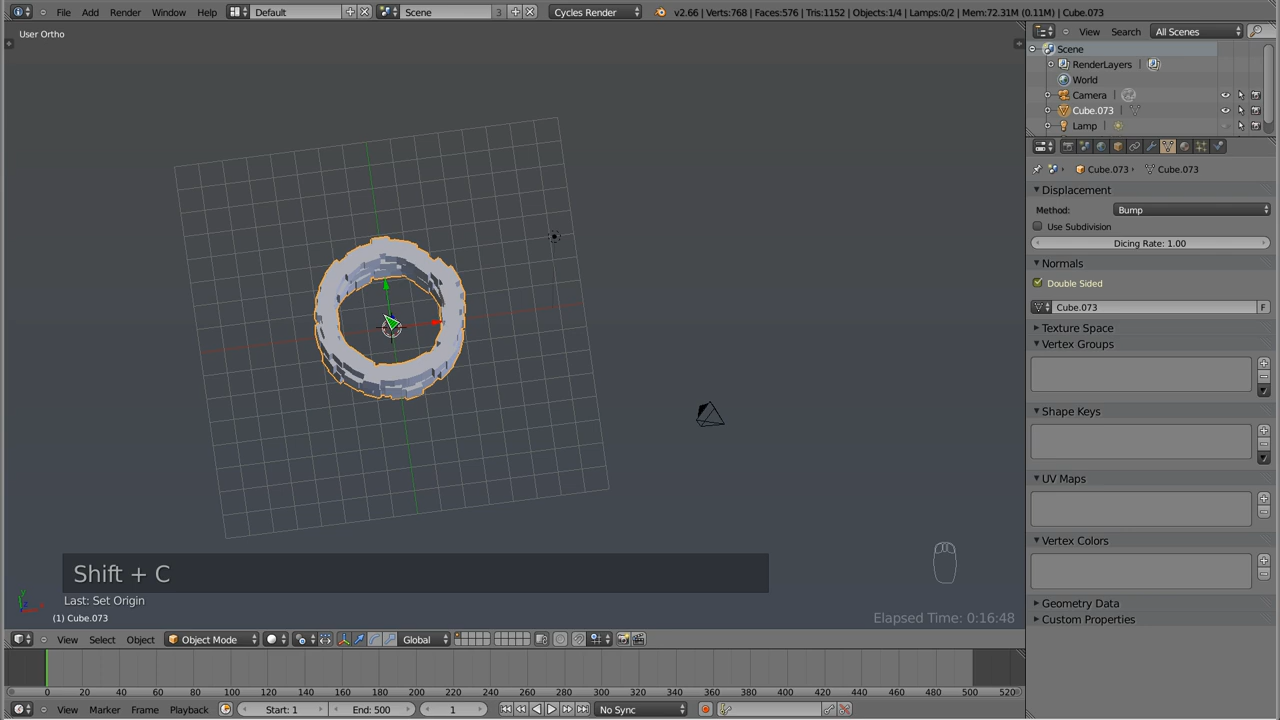 File Add Render Window Help Default Scene 3 Cycles Render v2.66 | Verts:768 | Faces:576 | Tris:1152 | Objects:1/4 | Lamps:0/2 | Mem:72.31M (0.11M) | Cube.073
User Ortho
View Search All Scenes
Scene
RenderLayers
World
Camera
Cube.073
Lamp
Cube.073 Cube.073
Displacement
Method: Bump
Use Subdivision
Dicing Rate: 1.00
Normals
Double Sided
Cube.073 F
Texture Space
Vertex Groups
Shape Keys
UV Maps
Vertex Colors
Geometry Data
Custom Properties
Shift + C
Last: Set Origin
(1) Cube.073
Elapsed Time: 0:16:48
View Select Object Object Mode Global
0 20 40 60 80 100 120 140 160 180 200 220 240 260 280 300 320 340 360 380 400 420 440 460 480 500 520
View Marker Frame Playback Start: 1 End: 500 1 No Sync